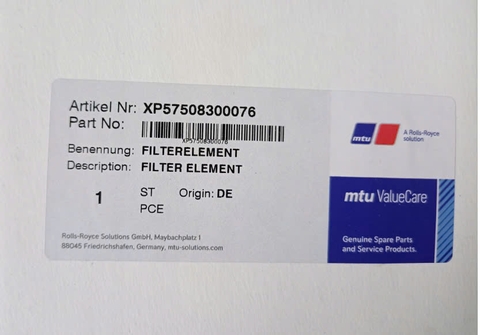 Artikel Nr: XP57508300076
Part No:
XP57508300076
Benennung: FILTERELEMENT
Description: FILTER ELEMENT
1 ST Origin: DE
PCE
Rolls-Royce Solutions GmbH, Maybachplatz 1
88045 Friedrichshafen, Germany, mtu-solutions.com
mtu
A Rolls-Royce
solution
mtu ValueCare
Genuine Spare Parts
and Service Products.